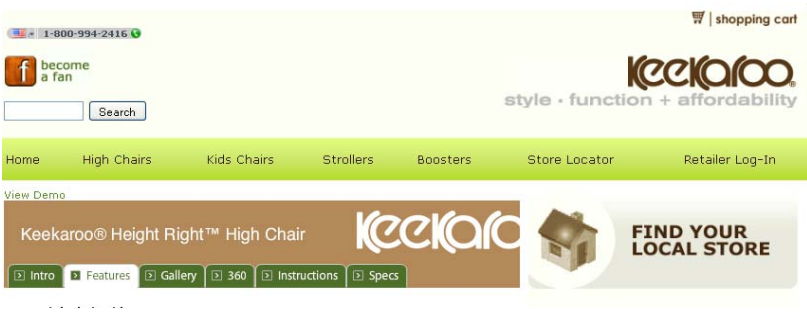 shopping cart
1-800-994-2416
become
a fan
Keekaroo®
Search
style · function + affordability
Home High Chairs Kids Chairs Strollers Boosters Store Locator Retailer Log-In
View Demo
Keekaroo® Height Right™ High Chair
Keekaroo
FIND YOUR
LOCAL STORE
Intro Features Gallery 360 Instructions Specs